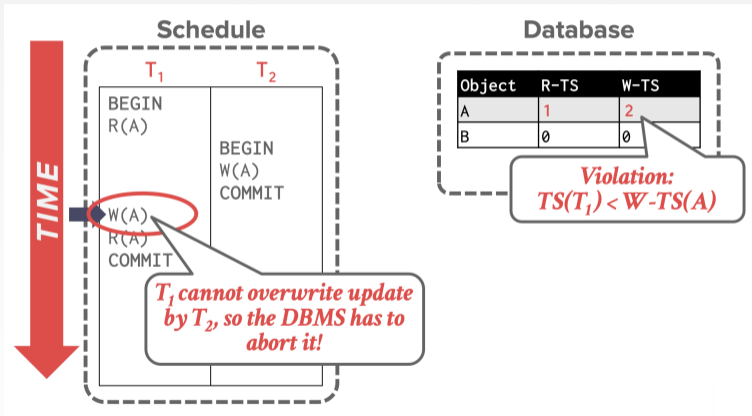 Schedule
TIME
T1 T2
BEGIN
R(A)
BEGIN
W(A)
COMMIT
W(A)
R(A)
COMMIT
T1 cannot overwrite update
by T2, so the DBMS has to
abort it!
Database
Object R-TS W-TS
A 1 2
B 0 0
Violation:
TS(T1) < W-TS(A)